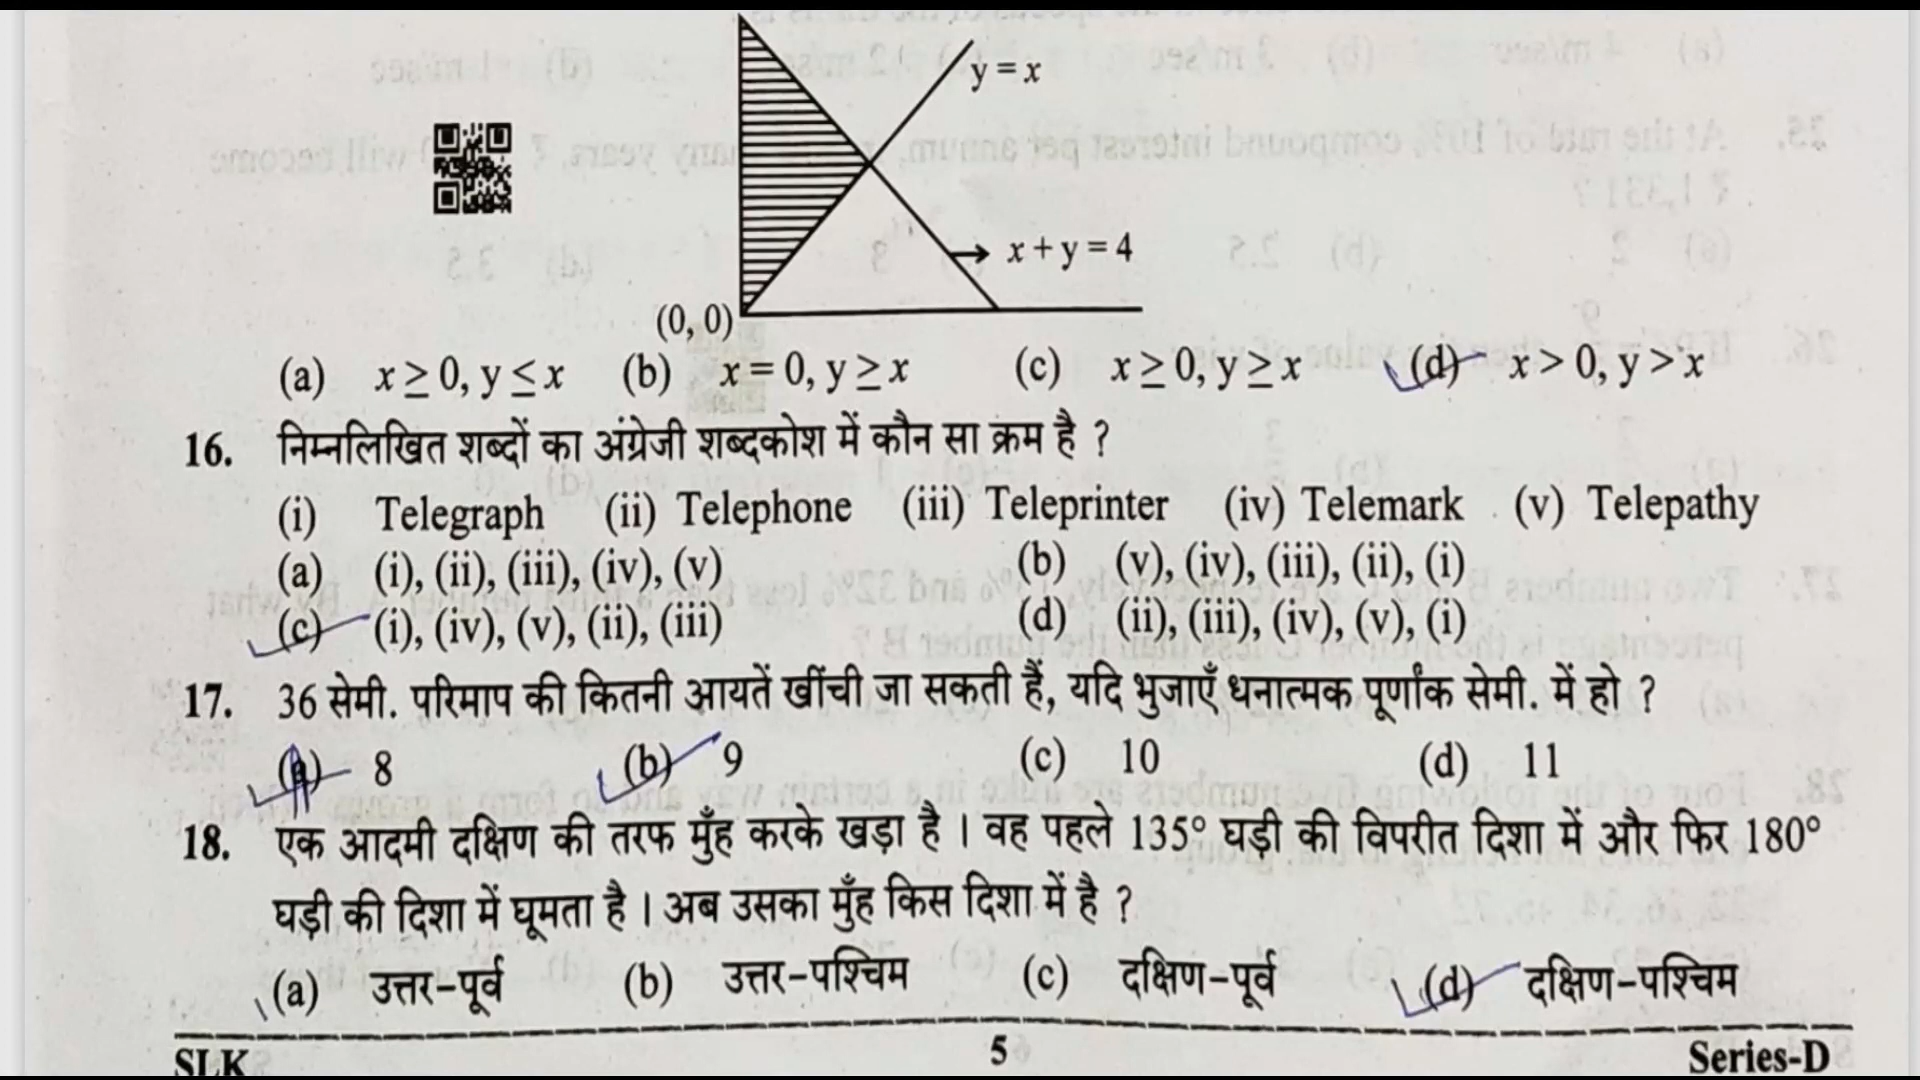 y = x
x + y = 4
(0, 0)
(a) x ≥ 0, y ≤ x (b) x = 0, y ≥ x (c) x ≥ 0, y ≥ x (d) x > 0, y > x
16. निम्नलिखित शब्दों का अंग्रेजी शब्दकोश में कौन सा क्रम है ?
(i) Telegraph (ii) Telephone (iii) Teleprinter (iv) Telemark (v) Telepathy
(a) (i), (ii), (iii), (iv), (v) (b) (v), (iv), (iii), (ii), (i)
(c) (i), (iv), (v), (ii), (iii) (d) (ii), (iii), (iv), (v), (i)
17. 36 सेमी. परिमाप की कितनी आयतें खींची जा सकती हैं, यदि भुजाएँ धनात्मक पूर्णांक सेमी. में हो ?
(a) 8 (b) 9 (c) 10 (d) 11
18. एक आदमी दक्षिण की तरफ मुँह करके खड़ा है । वह पहले 135° घड़ी की विपरीत दिशा में और फिर 180°
घड़ी की दिशा में घूमता है । अब उसका मुँह किस दिशा में है ?
(a) उत्तर-पूर्व (b) उत्तर-पश्चिम (c) दक्षिण-पूर्व (d) दक्षिण-पश्चिम
SLK 5 Series-D